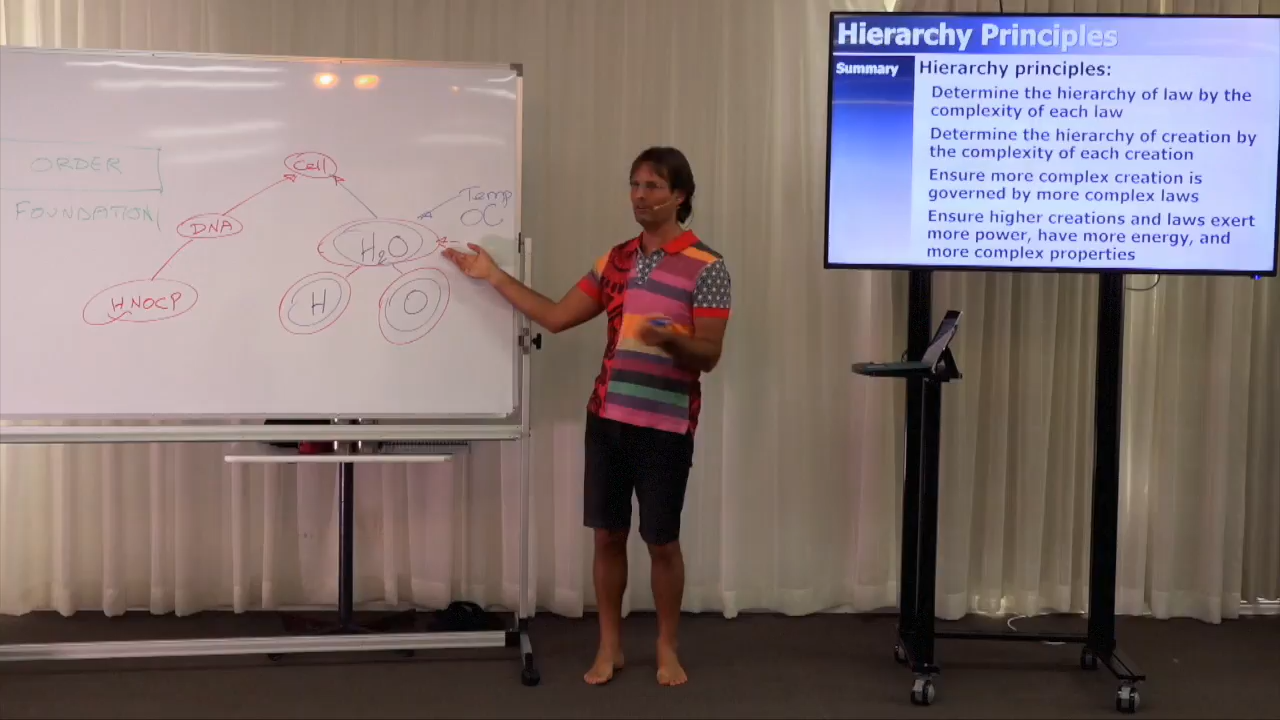 ORDER
FOUNDATION
Cell
DNA
HNOCP
H₂O
H
O
Temp
OC
Hierarchy Principles
Summary
Hierarchy principles:
Determine the hierarchy of law by the
complexity of each law
Determine the hierarchy of creation by
the complexity of each creation
Ensure more complex creation is
governed by more complex laws
Ensure higher creations and laws exert
more power, have more energy, and
more complex properties